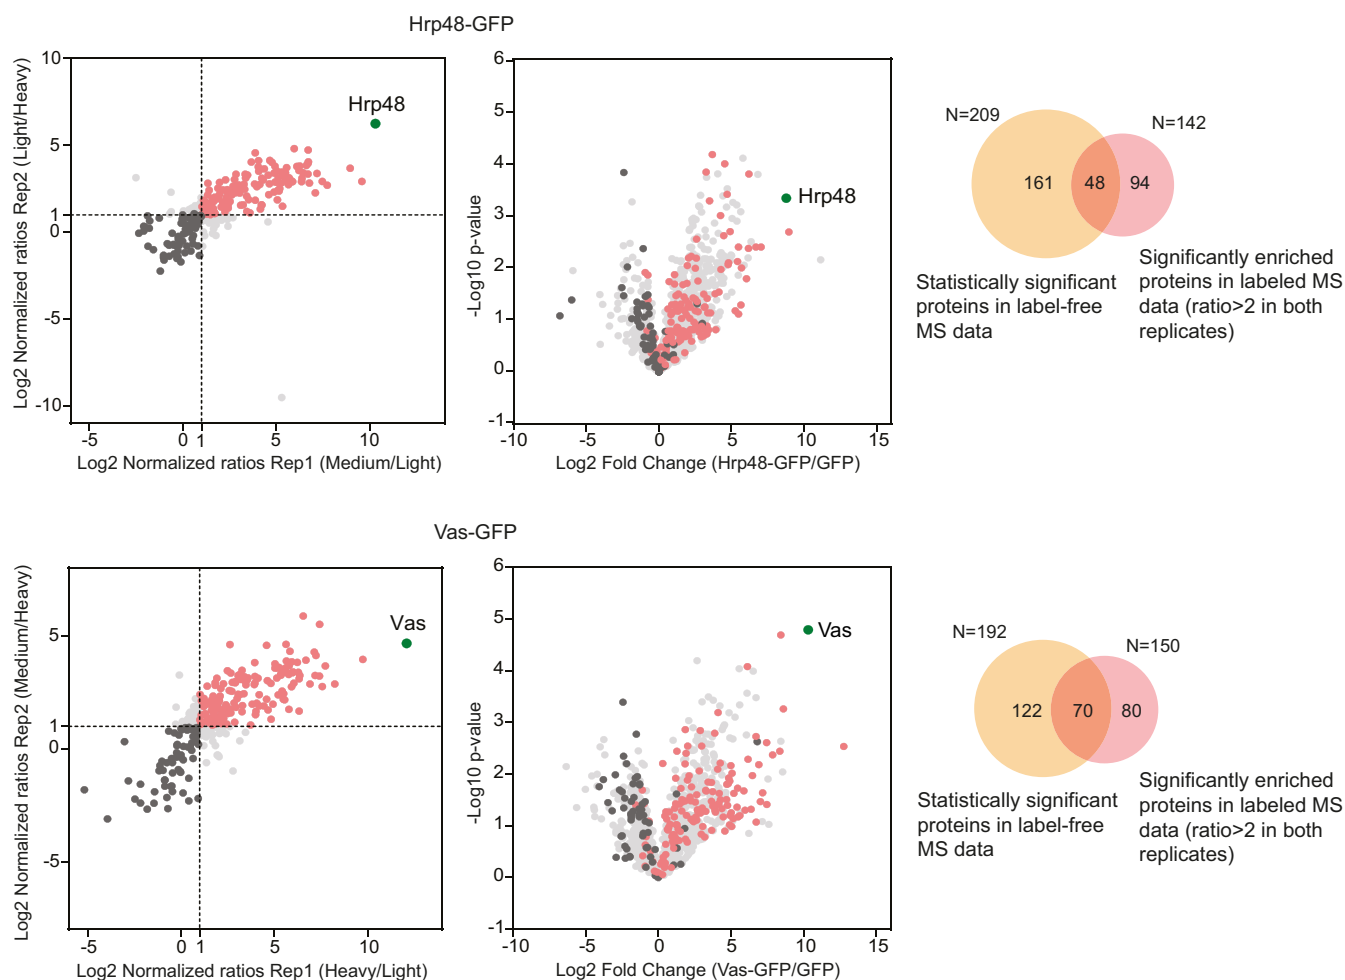 Hrp48-GFP
Log2 Normalized ratios Rep2 (Light/Heavy)
10
5
1
0
-5
-10
Hrp48
-5
0
1
5
10
Log2 Normalized ratios Rep1 (Medium/Light)
-Log10 p-value
6
5
4
3
2
1
0
-1
Hrp48
-10
-5
0
5
10
15
Log2 Fold Change (Hrp48-GFP/GFP)
N=209
N=142
161
48
94
Statistically significant
proteins in label-free
MS data
Significantly enriched
proteins in labeled MS
data (ratio>2 in both
replicates)
Vas-GFP
Log2 Normalized ratios Rep2 (Medium/Heavy)
5
1
0
-5
Vas
-5
0
1
5
10
Log2 Normalized ratios Rep1 (Heavy/Light)
-Log10 p-value
6
5
4
3
2
1
0
-1
Vas
-10
-5
0
5
10
15
Log2 Fold Change (Vas-GFP/GFP)
N=192
N=150
122
70
80
Statistically significant
proteins in label-free
MS data
Significantly enriched
proteins in labeled MS
data (ratio>2 in both
replicates)